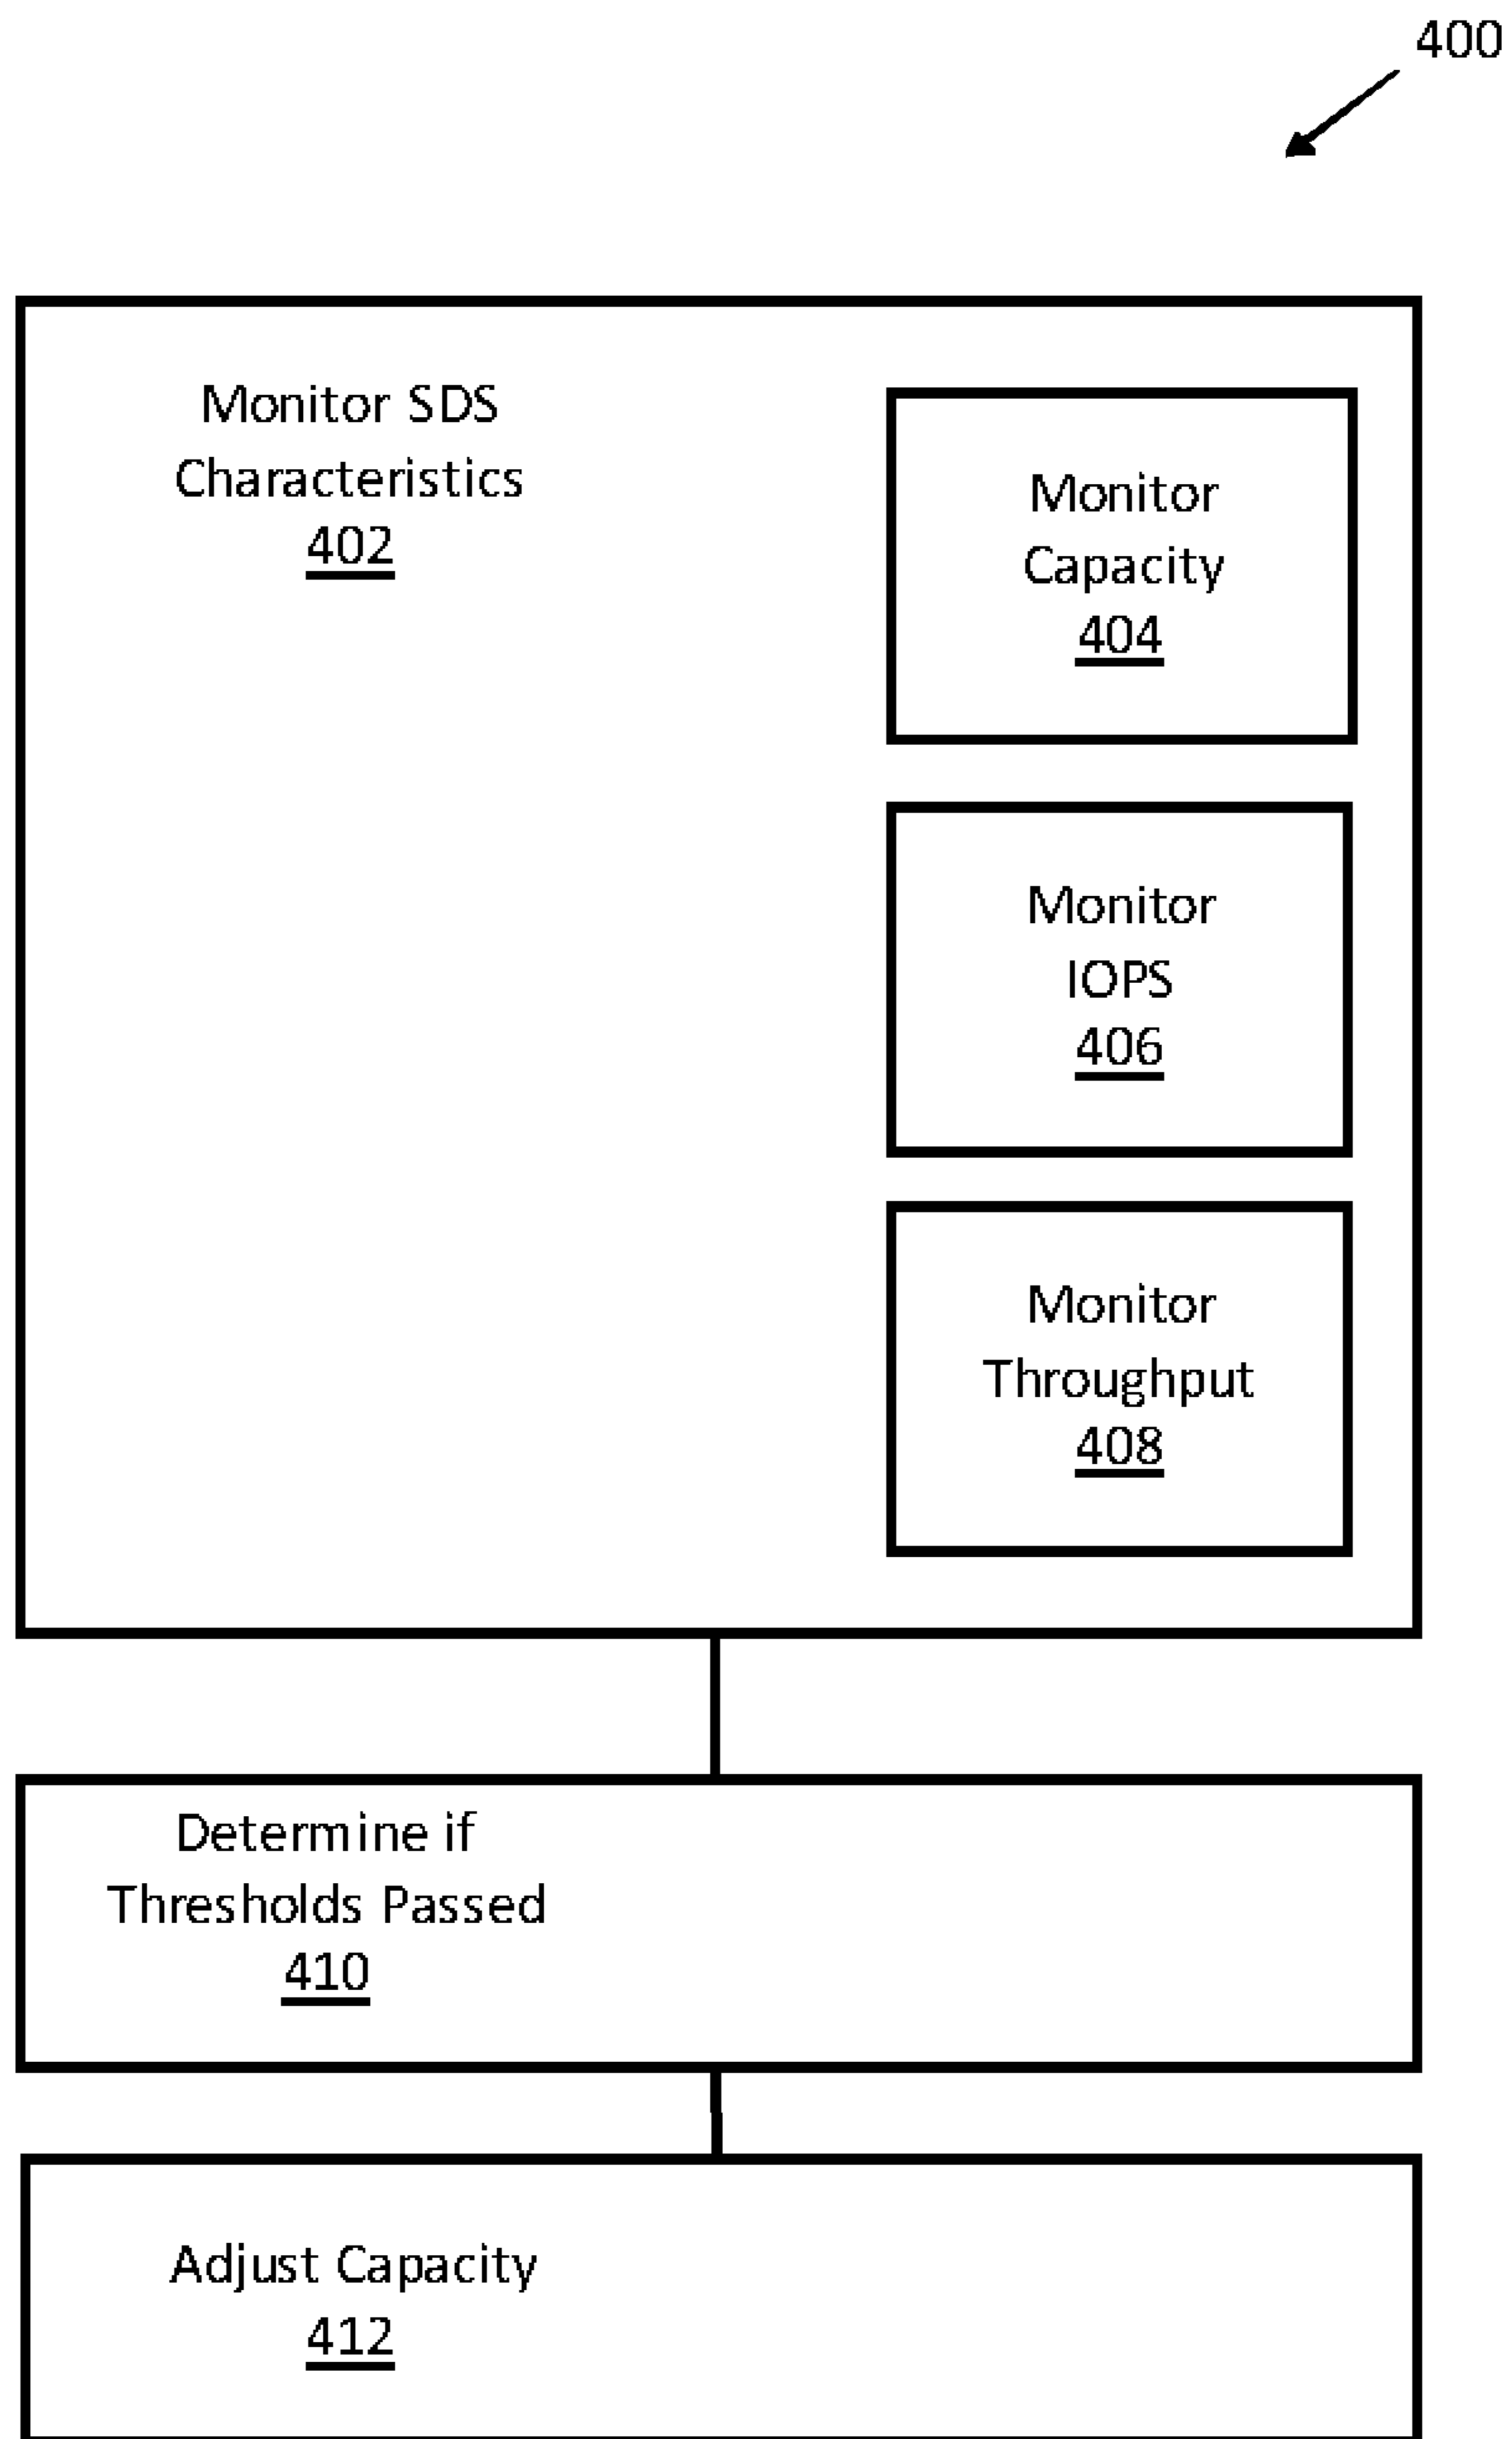 400
Monitor SDS
Characteristics
402
Monitor
Capacity
404
Monitor
IOPS
406
Monitor
Throughput
408
Determine if
Thresholds Passed
410
Adjust Capacity
412